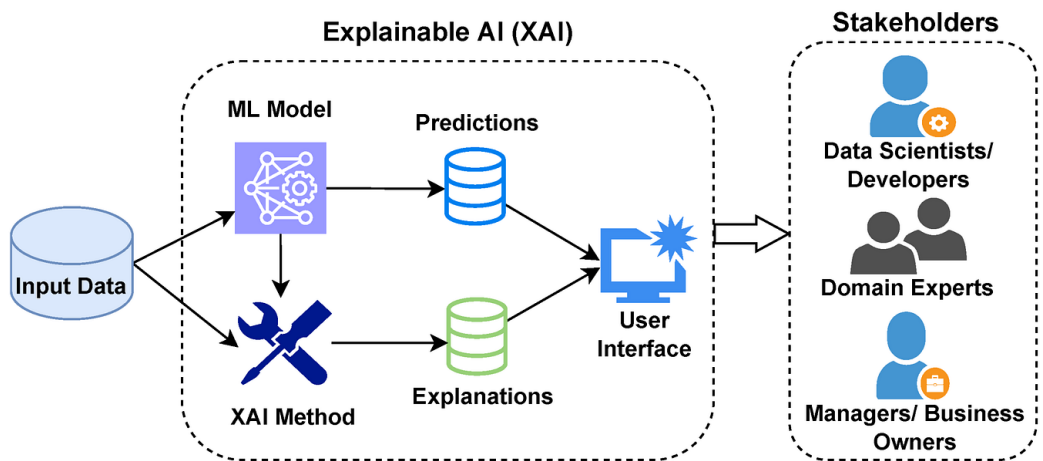 Explainable AI (XAI)
Stakeholders
ML Model
Predictions
Input Data
XAI Method
Explanations
User
Interface
Data Scientists/
Developers
Domain Experts
Managers/ Business
Owners